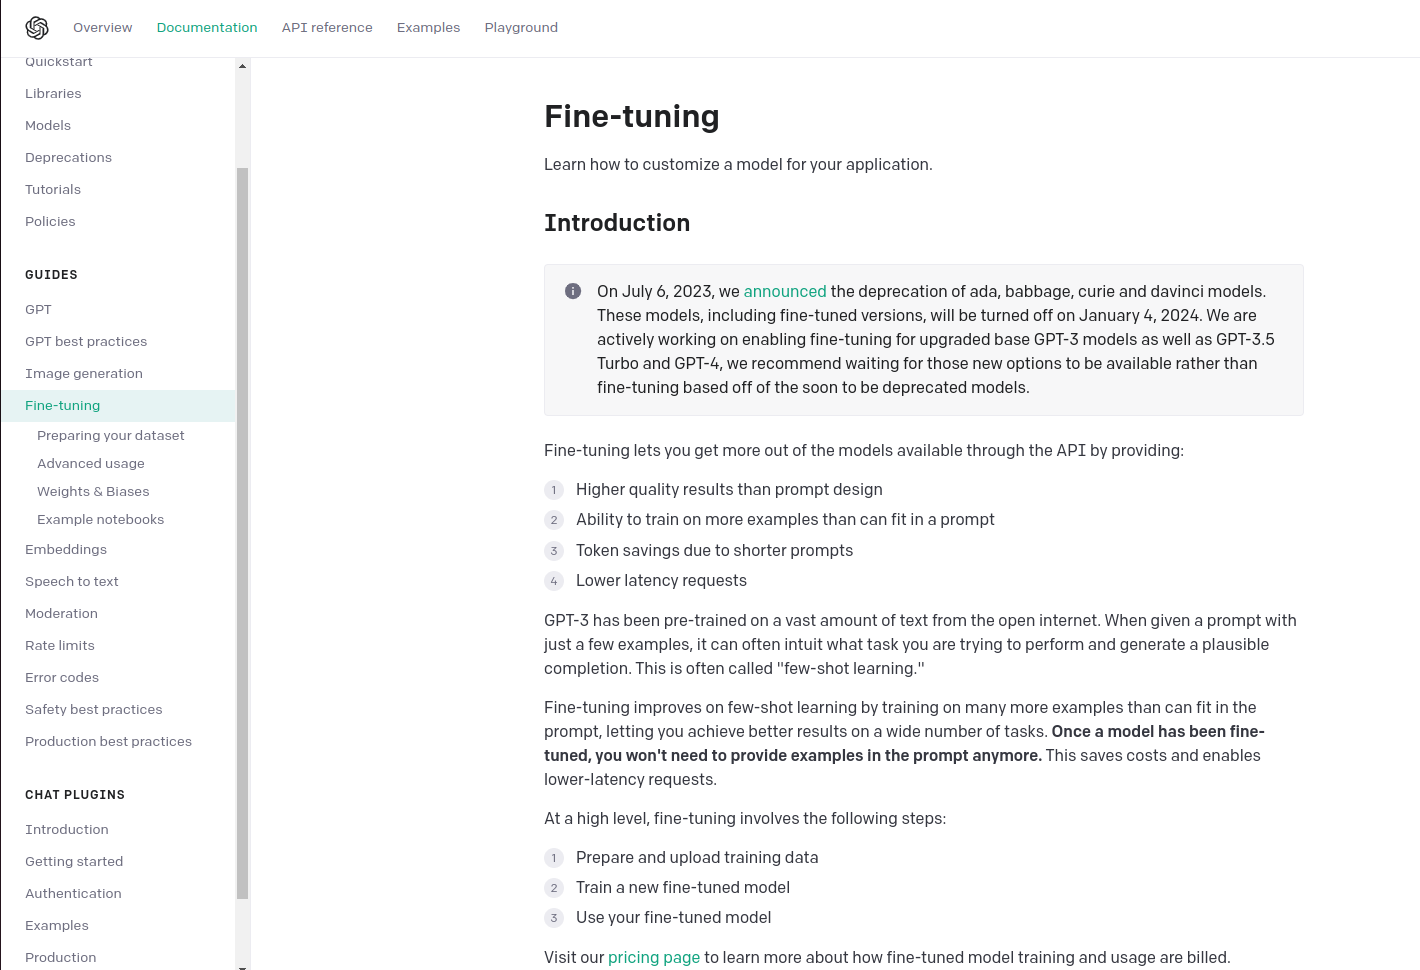 Overview Documentation API reference Examples Playground
Quickstart
Libraries
Models
Deprecations
Tutorials
Policies
GUIDES
GPT
GPT best practices
Image generation
Fine-tuning
Preparing your dataset
Advanced usage
Weights & Biases
Example notebooks
Embeddings
Speech to text
Moderation
Rate limits
Error codes
Safety best practices
Production best practices
CHAT PLUGINS
Introduction
Getting started
Authentication
Examples
Production
Fine-tuning
Learn how to customize a model for your application.
Introduction
On July 6, 2023, we announced the deprecation of ada, babbage, curie and davinci models.
These models, including fine-tuned versions, will be turned off on January 4, 2024. We are
actively working on enabling fine-tuning for upgraded base GPT-3 models as well as GPT-3.5
Turbo and GPT-4, we recommend waiting for those new options to be available rather than
fine-tuning based off of the soon to be deprecated models.
Fine-tuning lets you get more out of the models available through the API by providing:
1 Higher quality results than prompt design
2 Ability to train on more examples than can fit in a prompt
3 Token savings due to shorter prompts
4 Lower latency requests
GPT-3 has been pre-trained on a vast amount of text from the open internet. When given a prompt with
just a few examples, it can often intuit what task you are trying to perform and generate a plausible
completion. This is often called "few-shot learning."
Fine-tuning improves on few-shot learning by training on many more examples than can fit in the
prompt, letting you achieve better results on a wide number of tasks. Once a model has been fine-
tuned, you won't need to provide examples in the prompt anymore. This saves costs and enables
lower-latency requests.
At a high level, fine-tuning involves the following steps:
1 Prepare and upload training data
2 Train a new fine-tuned model
3 Use your fine-tuned model
Visit our pricing page to learn more about how fine-tuned model training and usage are billed.